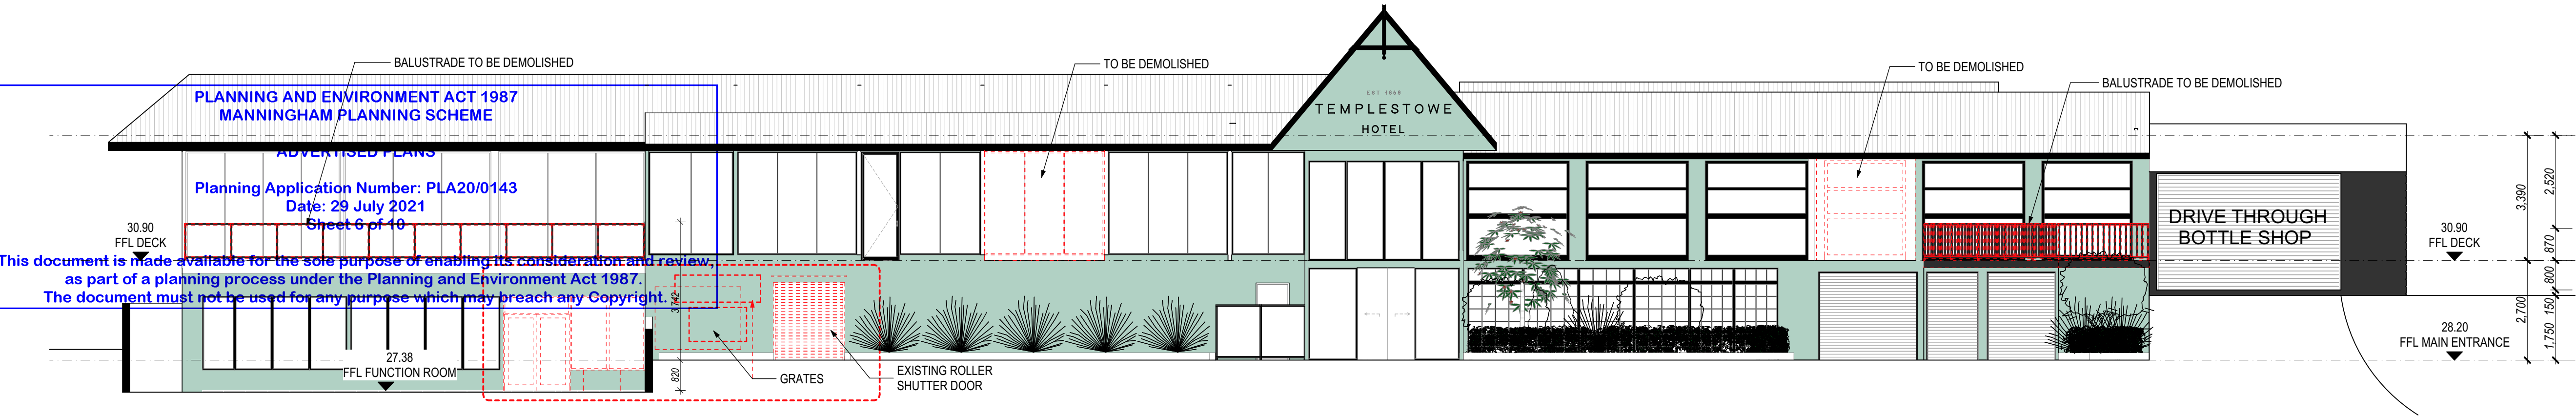 BALUSTRADE TO BE DEMOLISHED
TO BE DEMOLISHED
TO BE DEMOLISHED
BALUSTRADE TO BE DEMOLISHED
PLANNING AND ENVIRONMENT ACT 1987
MANNINGHAM PLANNING SCHEME
ADVERTISED PLANS
Planning Application Number: PLA20/0143
Date: 29 July 2021
Sheet 6 of 10
This document is made available for the sole purpose of enabling its consideration and review,
as part of a planning process under the Planning and Environment Act 1987.
The document must not be used for any purpose which may breach any Copyright.
EST 1868
TEMPLESTOWE
HOTEL
30.90
FFL DECK
27.38
FFL FUNCTION ROOM
3,742
820
GRATES
EXISTING ROLLER
SHUTTER DOOR
DRIVE THROUGH
BOTTLE SHOP
30.90
FFL DECK
28.20
FFL MAIN ENTRANCE
3,390
2,700
2,520
870
800
150
1,750